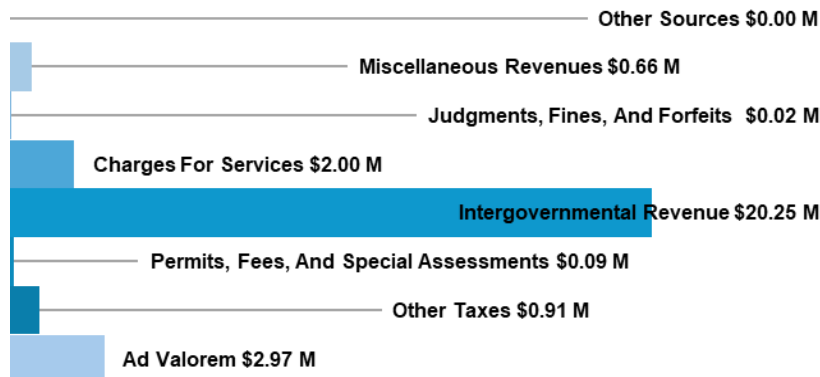 Other Sources $0.00 M
Miscellaneous Revenues $0.66 M
Judgments, Fines, And Forfeits $0.02 M
Charges For Services $2.00 M
Intergovernmental Revenue $20.25 M
Permits, Fees, And Special Assessments $0.09 M
Other Taxes $0.91 M
Ad Valorem $2.97 M